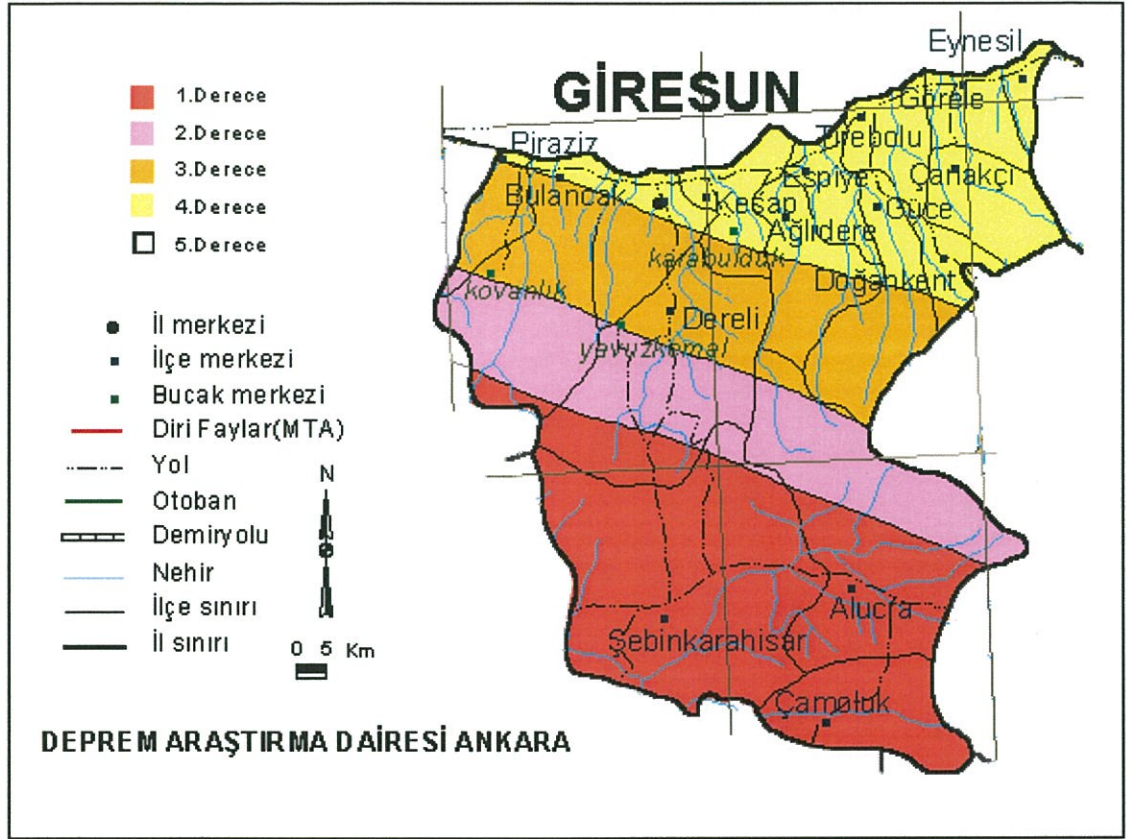 GİRESUN
1.Derece
2.Derece
3.Derece
4.Derece
5.Derece
İl merkezi
İlçe merkezi
Bucak merkezi
Diri Faylar(MTA)
Yol
Otoban
Demiryolu
Nehir
İlçe sınırı
İl sınırı
N
0 5 Km
Eynesil
Görele
Tirebolu
Piraziz
Espiye
Çanakçı
Bulancak
Keşap
Güce
Ağlıdere
karabulduk
Doğankent
kovanlık
Dereli
yavuzkemal
Alucra
Şebinkarahisar
Çamoluk
DEPREM ARAŞTIRMA DAİRESİ ANKARA